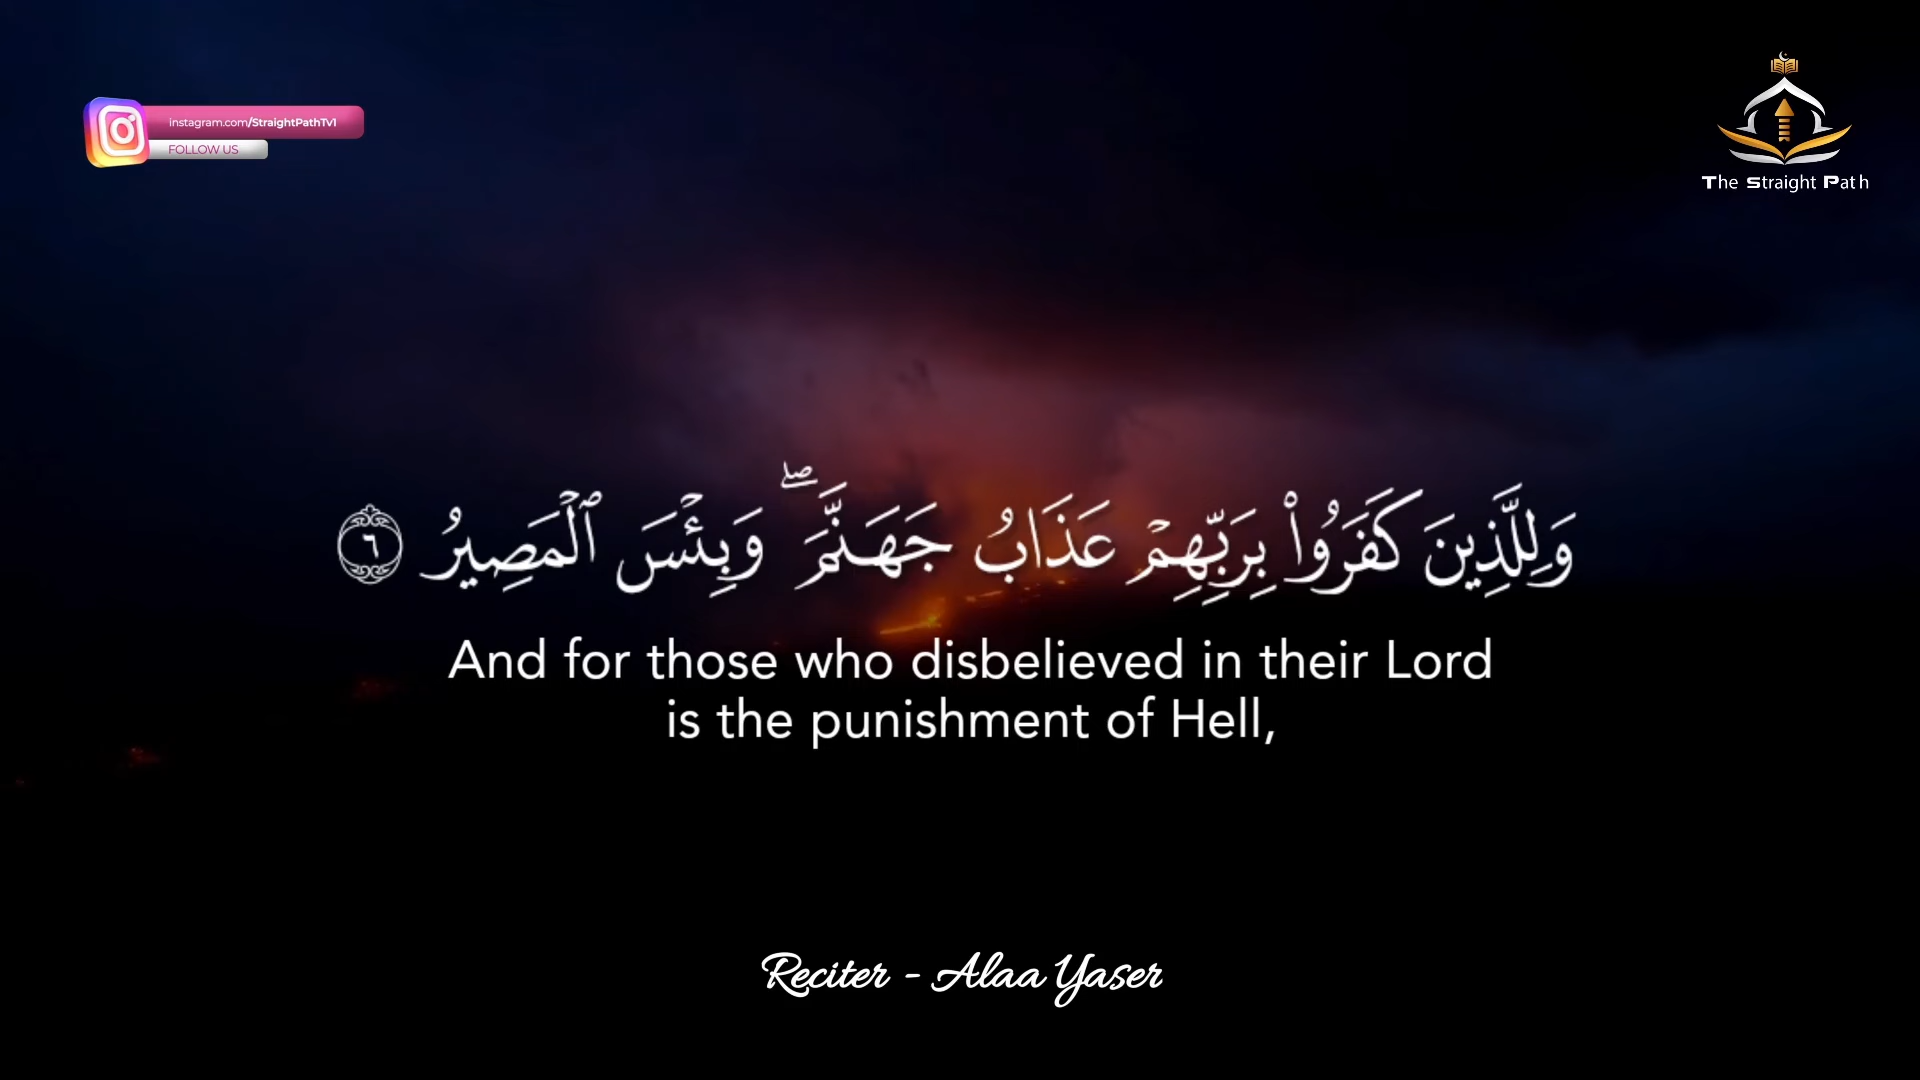 instagram.com/StraightPathTv1
FOLLOW US
The Straight Path
وَلِلَّذِينَ كَفَرُوا۟ بِرَبِّهِمْ عَذَابُ جَهَنَّمَ ۖ وَبِئْسَ ٱلْمَصِيرُ ٦
And for those who disbelieved in their Lord
is the punishment of Hell,
Reciter - Alaa Yaser